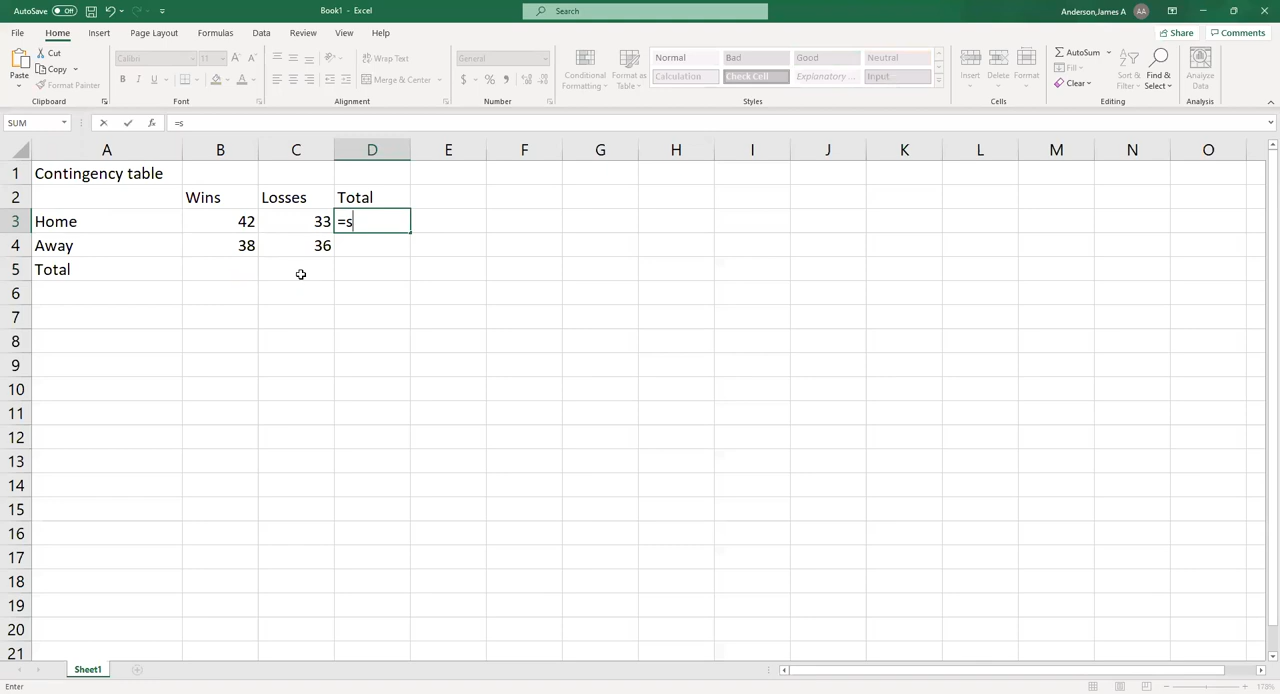 AutoSave Off Book1 - Excel Search Anderson,James A AA
File Home Insert Page Layout Formulas Data Review View Help Share Comments
Paste Cut Calibri 11 A A Wrap Text General Conditional Formatting Format as Table Normal Bad Good Neutral Insert Delete Format AutoSum Sort & Filter Find & Select Analyze Data
Copy Fill
Format Painter B I U A Merge & Center $ % Calculation Check Cell Explanatory ... Input Clear
Clipboard Font Alignment Number Styles Cells Editing Analysis
SUM fx =s
A B C D E F G H I J K L M N O
1 Contingency table
2 Wins Losses Total
3 Home 42 33 =s
4 Away 38 36
5 Total
6
7
8
9
10
11
12
13
14
15
16
17
18
19
20
21
Sheet1
Enter 178%